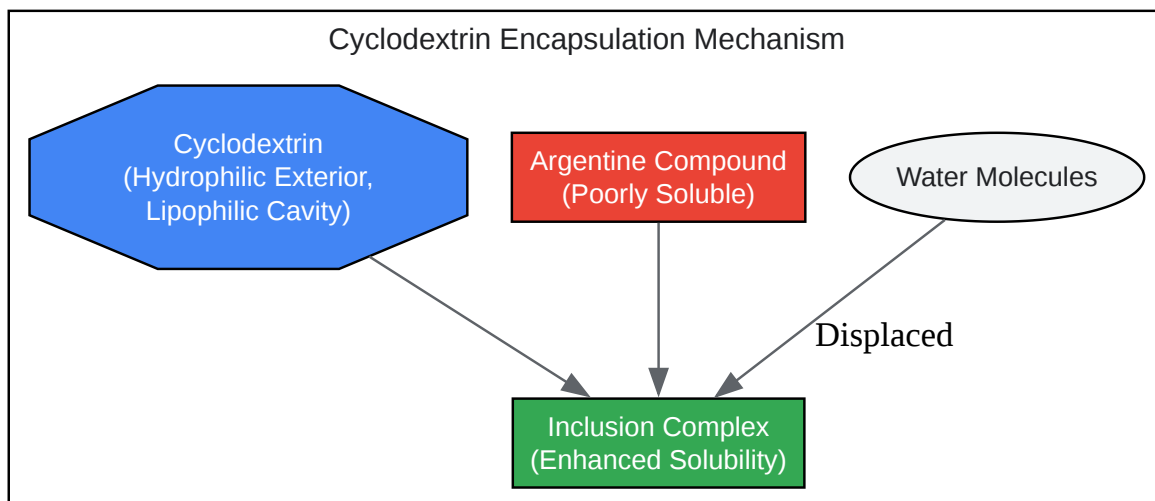 Cyclodextrin Encapsulation Mechanism
Cyclodextrin
(Hydrophilic Exterior,
Lipophilic Cavity)
Argentine Compound
(Poorly Soluble)
Water Molecules
Displaced
Inclusion Complex
(Enhanced Solubility)